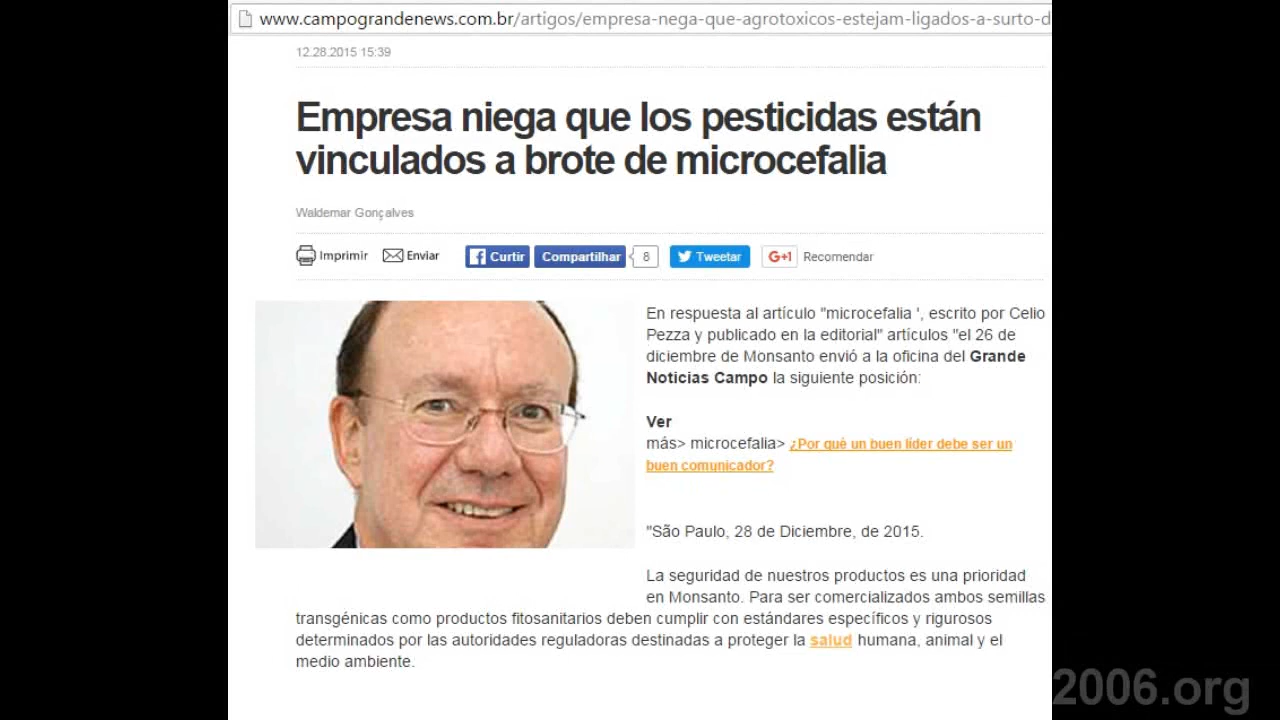 www.campograndenews.com.br/artigos/empresa-nega-que-agrotoxicos-estejam-ligados-a-surto-d
12.28.2015 15:39
Empresa niega que los pesticidas están
vinculados a brote de microcefalia
Waldemar Gonçalves
Imprimir Enviar Curtir Compartilhar 8 Tweetar G+1 Recomendar
En respuesta al artículo "microcefalia ', escrito por Celio
Pezza y publicado en la editorial" artículos "el 26 de
diciembre de Monsanto envió a la oficina del Grande
Noticias Campo la siguiente posición:
Ver
más> microcefalia> ¿Por qué un buen líder debe ser un
buen comunicador?
"São Paulo, 28 de Diciembre, de 2015.
La seguridad de nuestros productos es una prioridad
en Monsanto. Para ser comercializados ambos semillas
transgénicas como productos fitosanitarios deben cumplir con estándares específicos y rigurosos
determinados por las autoridades reguladoras destinadas a proteger la salud humana, animal y el
medio ambiente.
2006.org